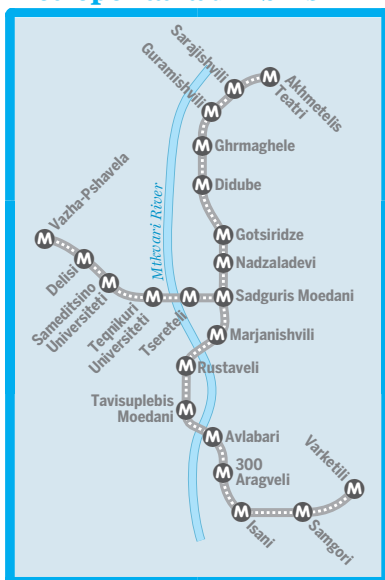 Sarajishvili
Guramishvili
Akhmetelis
Teatri
Ghrmaghele
Didube
Vazha-Pshavela
Mtkvari River
Gotsiridze
Delisi
Nadzaladevi
Sameditsino
Universiteti
Teqnikuri
Universiteti
Tsereteli
Sadguris Moedani
Marjanishvili
Rustaveli
Tavisuplebis
Moedani
Avlabari
300
Aragveli
Varketili
Isani
Samgori